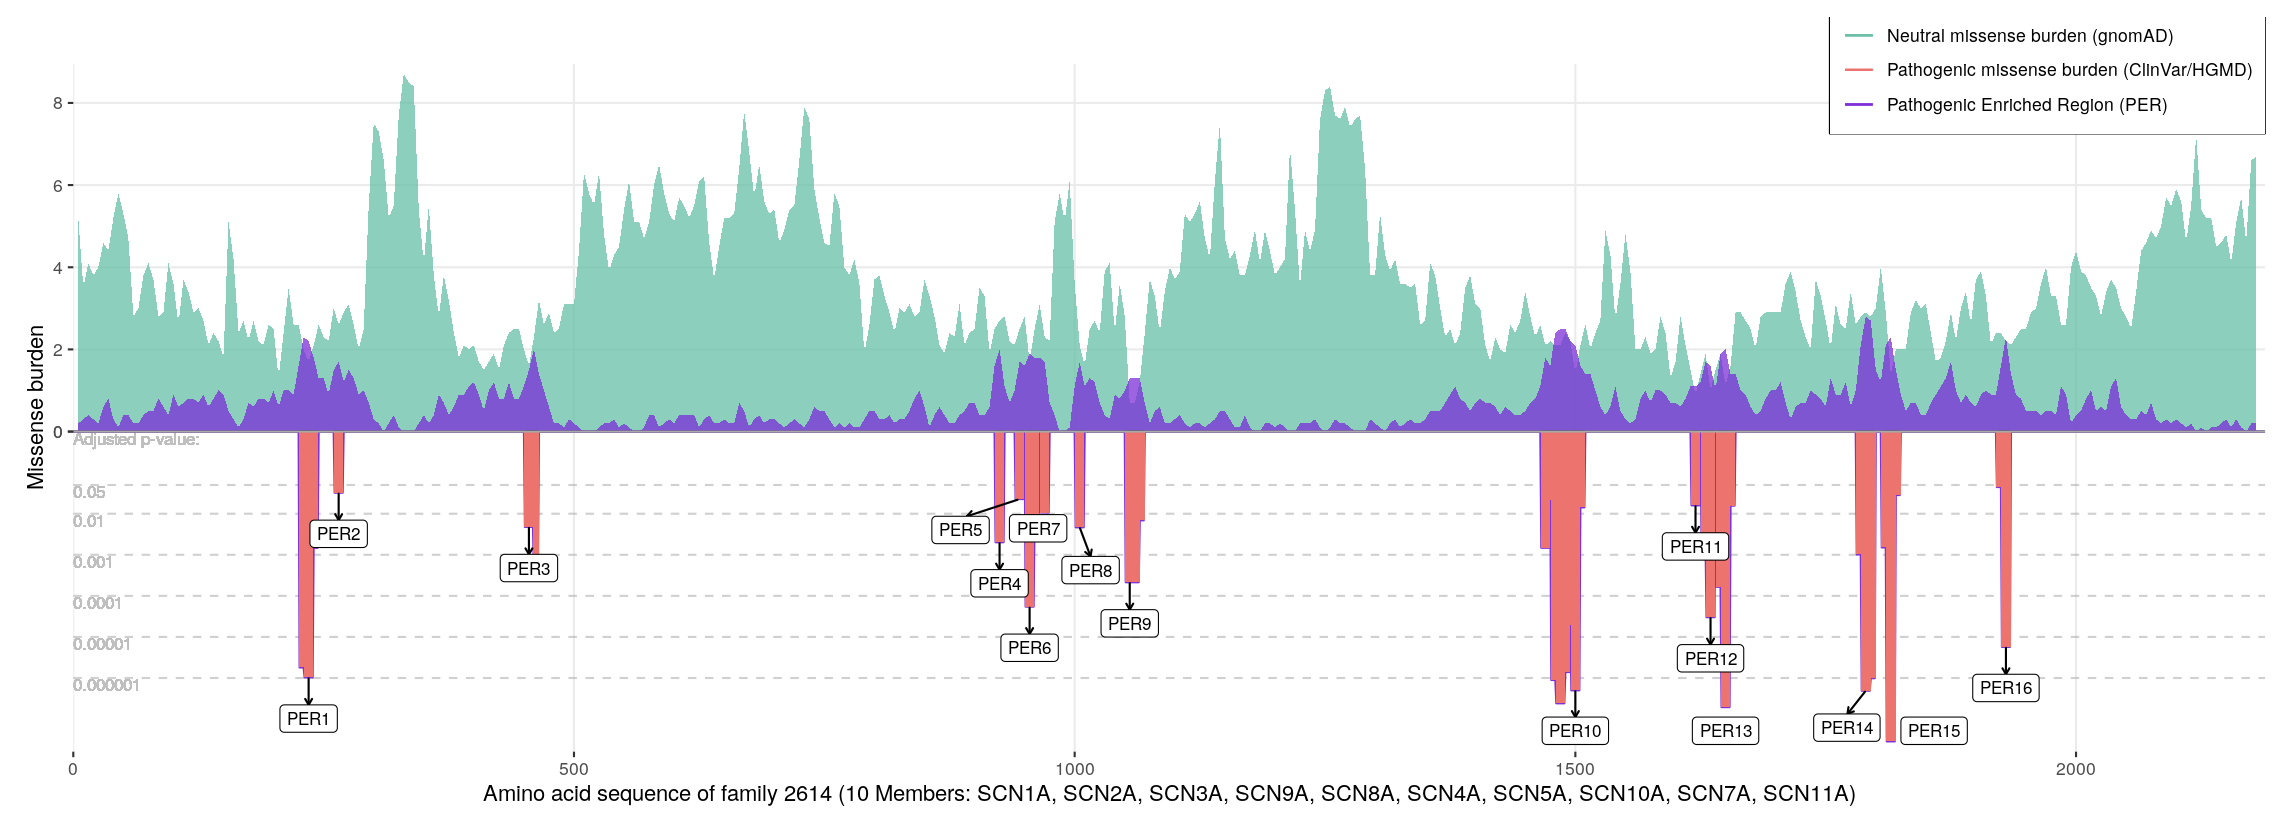 Neutral missense burden (gnomAD)
Pathogenic missense burden (ClinVar/HGMD)
Pathogenic Enriched Region (PER)
Missense burden
8
6
4
2
0
Adjusted p-value:
0.05
0.01
0.001
0.0001
0.00001
0.000001
PER1
PER2
PER3
PER4
PER5
PER6
PER7
PER8
PER9
PER10
PER11
PER12
PER13
PER14
PER15
PER16
0
500
1000
1500
2000
Amino acid sequence of family 2614 (10 Members: SCN1A, SCN2A, SCN3A, SCN9A, SCN8A, SCN4A, SCN5A, SCN10A, SCN7A, SCN11A)